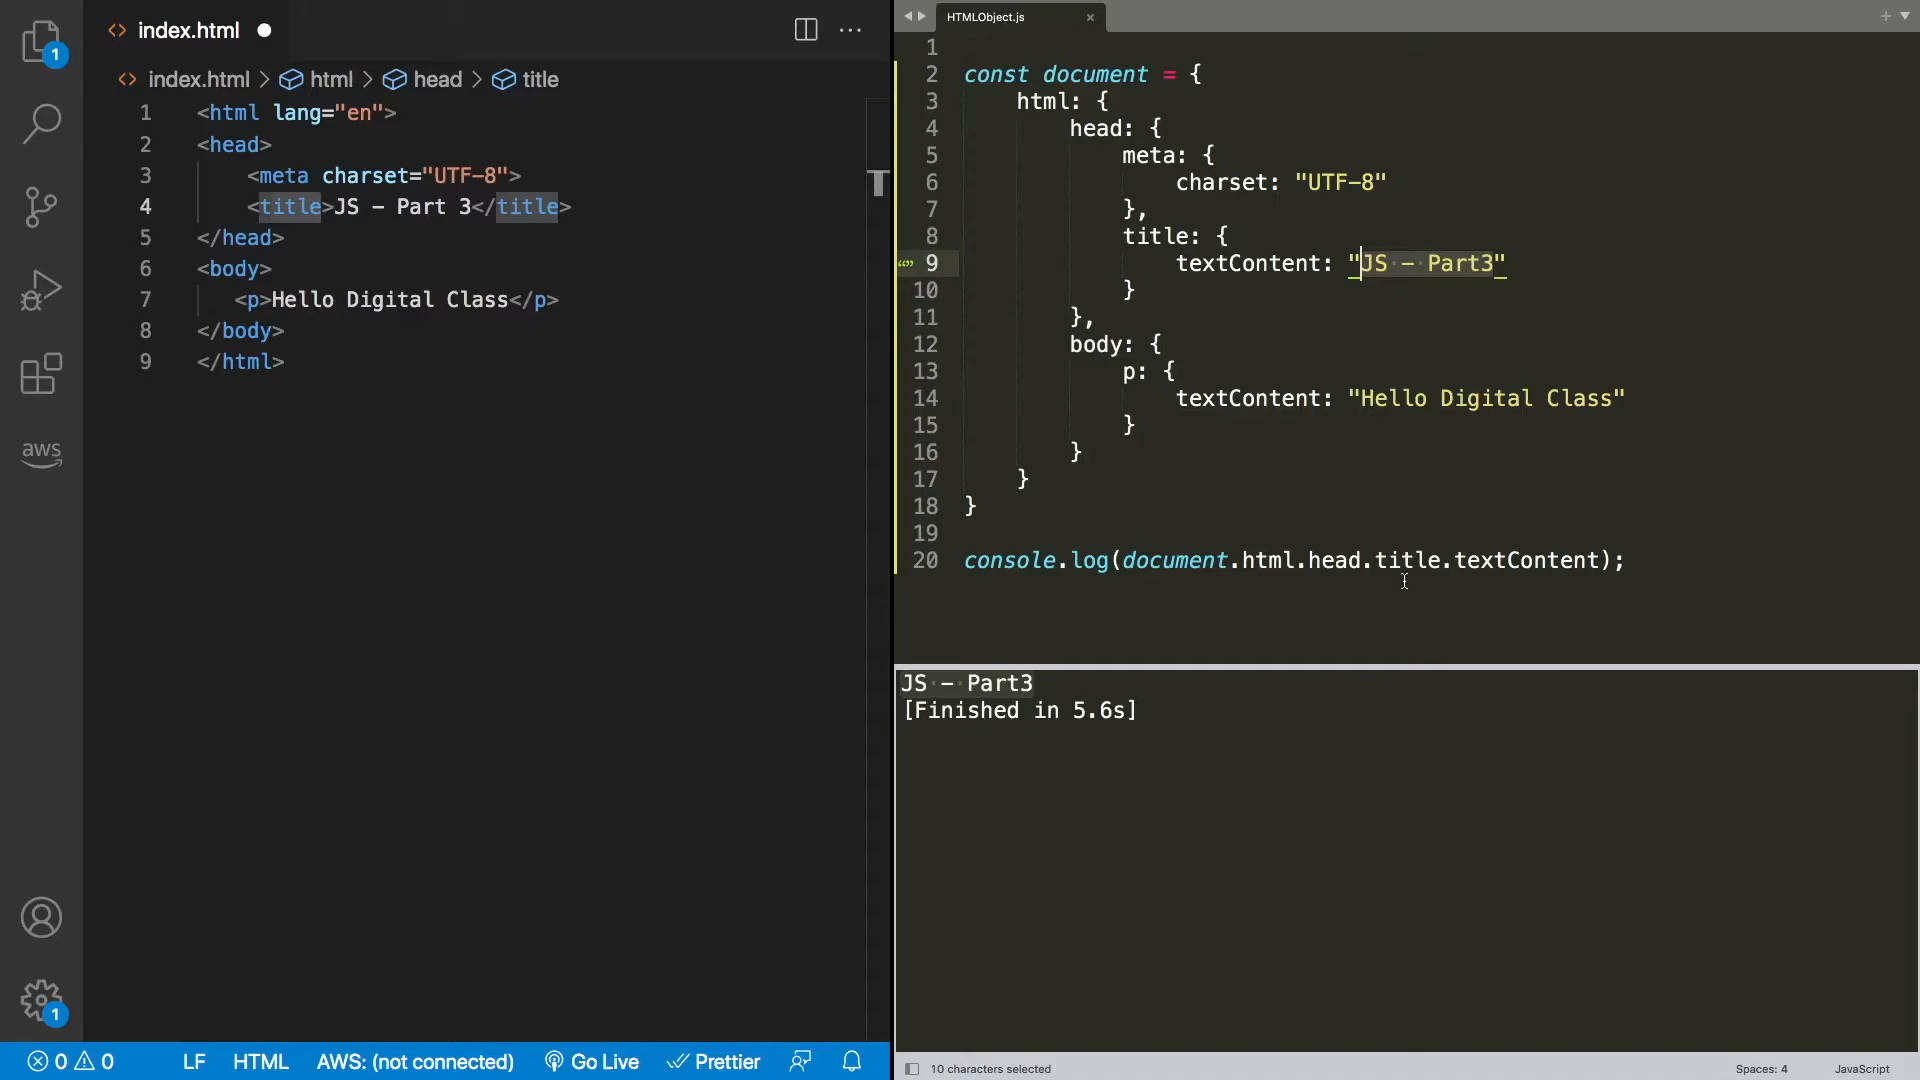 index.html
index.html > html > head > title
1 <html lang="en">
2 <head>
3 <meta charset="UTF-8">
4 <title>JS - Part 3</title>
5 </head>
6 <body>
7 <p>Hello Digital Class</p>
8 </body>
9 </html>
1
aws
1
0 0 LF HTML AWS: (not connected) Go Live Prettier
HTMLObject.js
1
2 const document = {
3 html: {
4 head: {
5 meta: {
6 charset: "UTF-8"
7 },
8 title: {
9 textContent: "JS - Part3"
10 }
11 },
12 body: {
13 p: {
14 textContent: "Hello Digital Class"
15 }
16 }
17 }
18 }
19
20 console.log(document.html.head.title.textContent);
JS - Part3
[Finished in 5.6s]
10 characters selected Spaces: 4 JavaScript